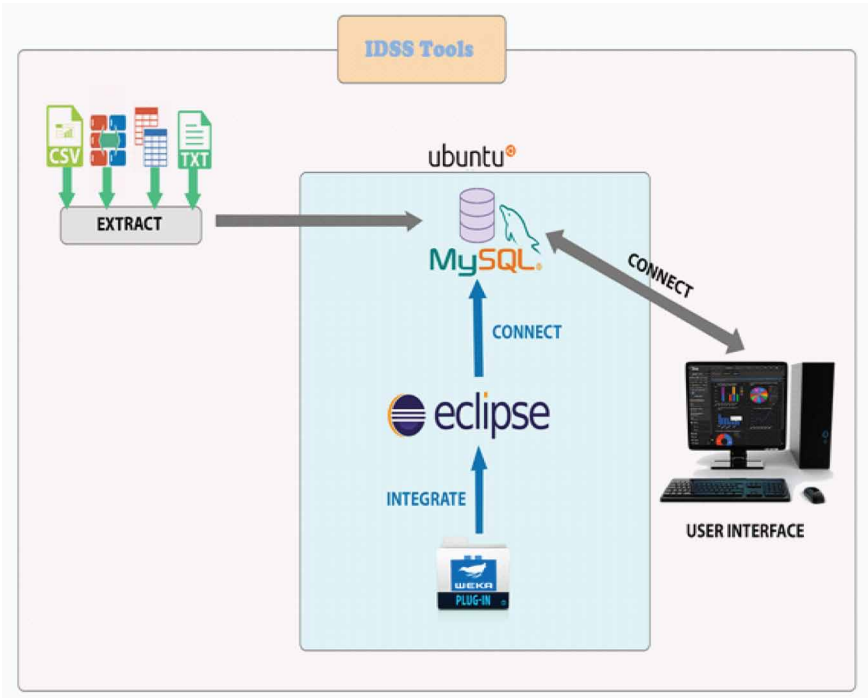 IDSS Tools
CSV
TXT
EXTRACT
ubuntu
MySQL
CONNECT
CONNECT
eclipse
INTEGRATE
WEKA
PLUG-IN
USER INTERFACE